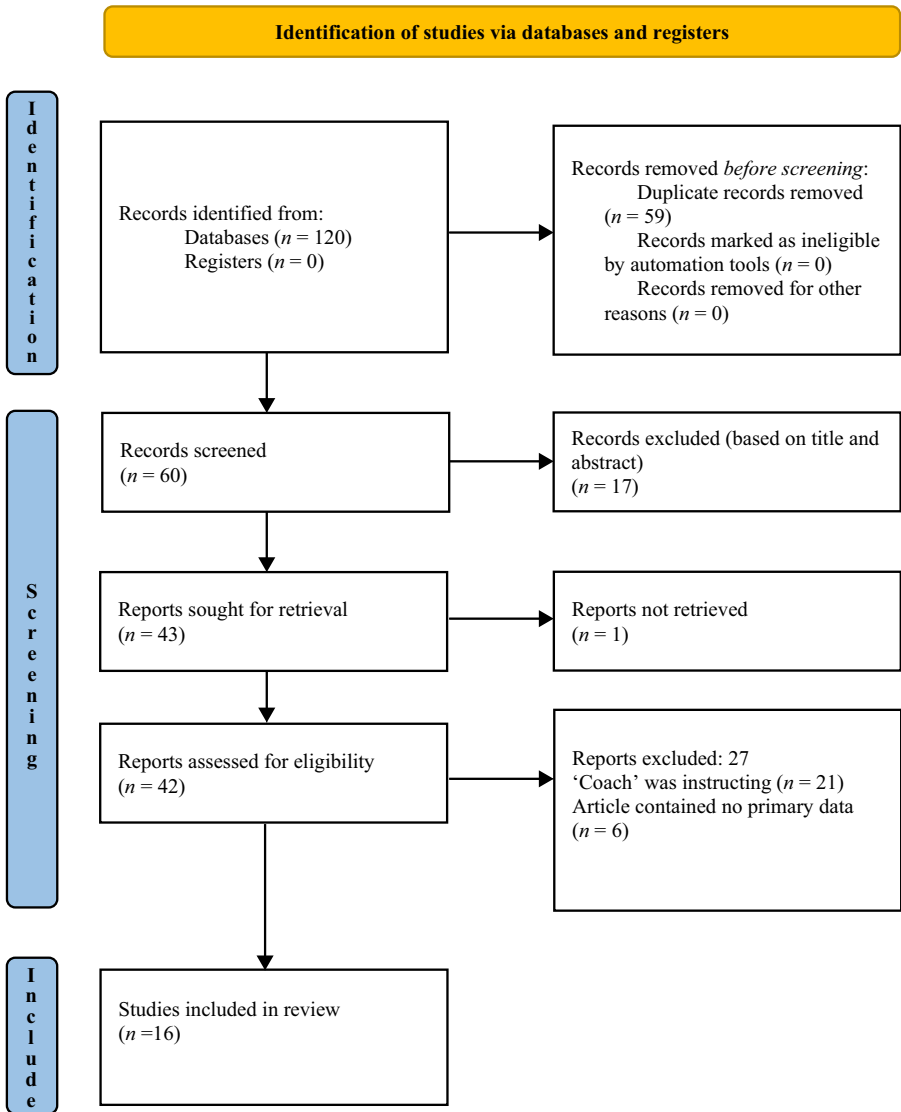 Identification of studies via databases and registers
Identification
Records identified from:
Databases (n = 120)
Registers (n = 0)
Records removed before screening:
Duplicate records removed
(n = 59)
Records marked as ineligible
by automation tools (n = 0)
Records removed for other
reasons (n = 0)
Screening
Records screened
(n = 60)
Records excluded (based on title and
abstract)
(n = 17)
Reports sought for retrieval
(n = 43)
Reports not retrieved
(n = 1)
Reports assessed for eligibility
(n = 42)
Reports excluded: 27
‘Coach’ was instructing (n = 21)
Article contained no primary data
(n = 6)
Include
Studies included in review
(n =16)